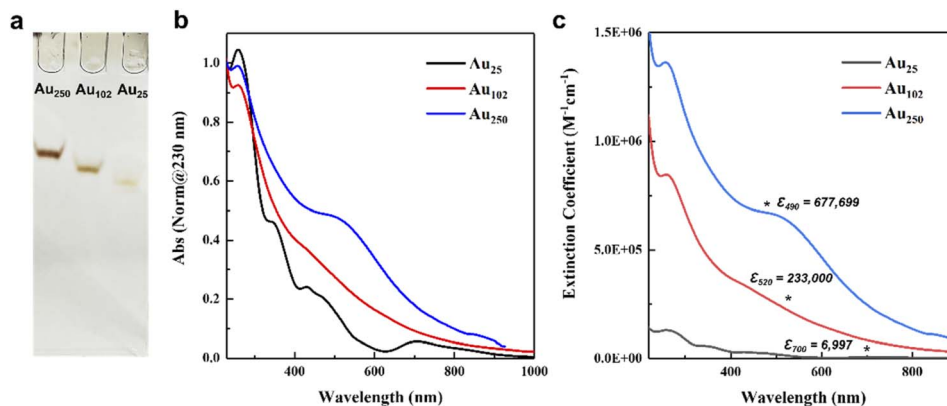 a
Au250 Au102 Au25
b
Abs (Norm@230 nm)
1.0
0.8
0.6
0.4
0.2
0.0
Au25
Au102
Au250
400 600 800 1000
Wavelength (nm)
c
Extinction Coefficient (M-1cm-1)
1.5E+06
1.0E+06
5.0E+05
0.0E+00
Au25
Au102
Au250
* ε490 = 677,699
ε520 = 233,000
*
ε700 = 6,997 *
400 600 800
Wavelength (nm)